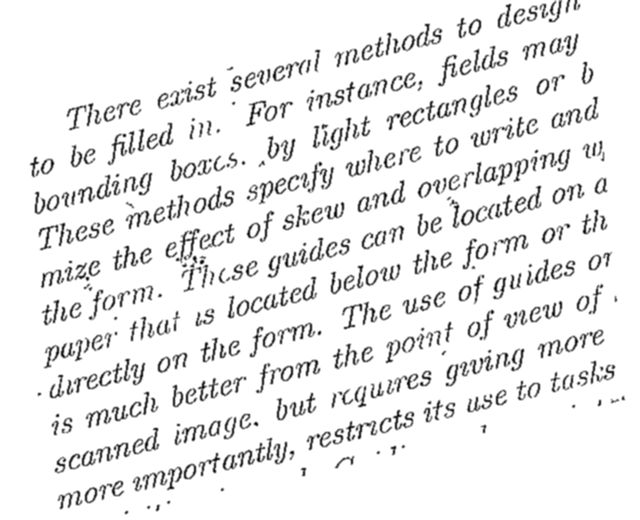 There exist several methods to design
to be filled in. For instance, fields may
bounding boxes. by light rectangles or b
These methods specify where to write and
mize the effect of skew and overlapping w
the form. These guides can be located on a
paper that is located below the form or th
directly on the form. The use of guides or
is much better from the point of view of
scanned image. but requires giving more
more importantly, restricts its use to tasks